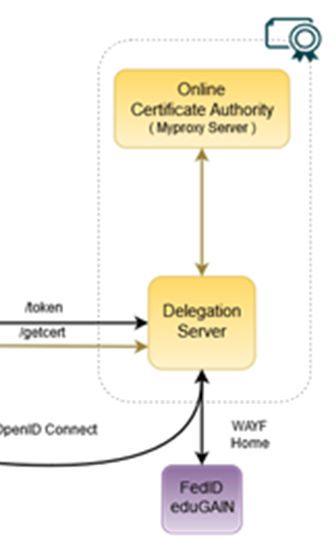 Online
Certificate Authority
( Myproxy Server )
/token
/getcert
Delegation
Server
OpenID Connect
WAYF
Home
FedID
eduGAIN